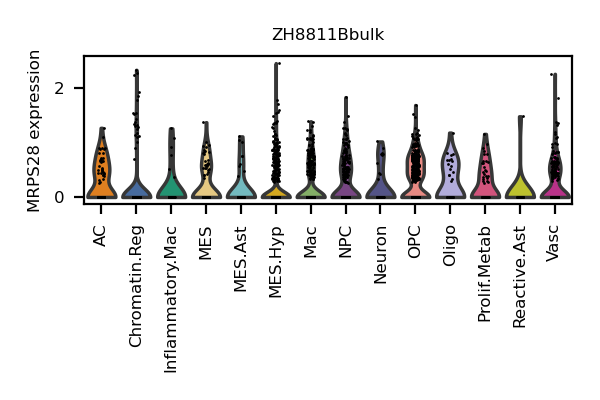 ZH8811Bbulk
MRPS28 expression
2
0
AC
Chromatin.Reg
Inflammatory.Mac
MES
MES.Ast
MES.Hyp
Mac
NPC
Neuron
OPC
Oligo
Prolif.Metab
Reactive.Ast
Vasc